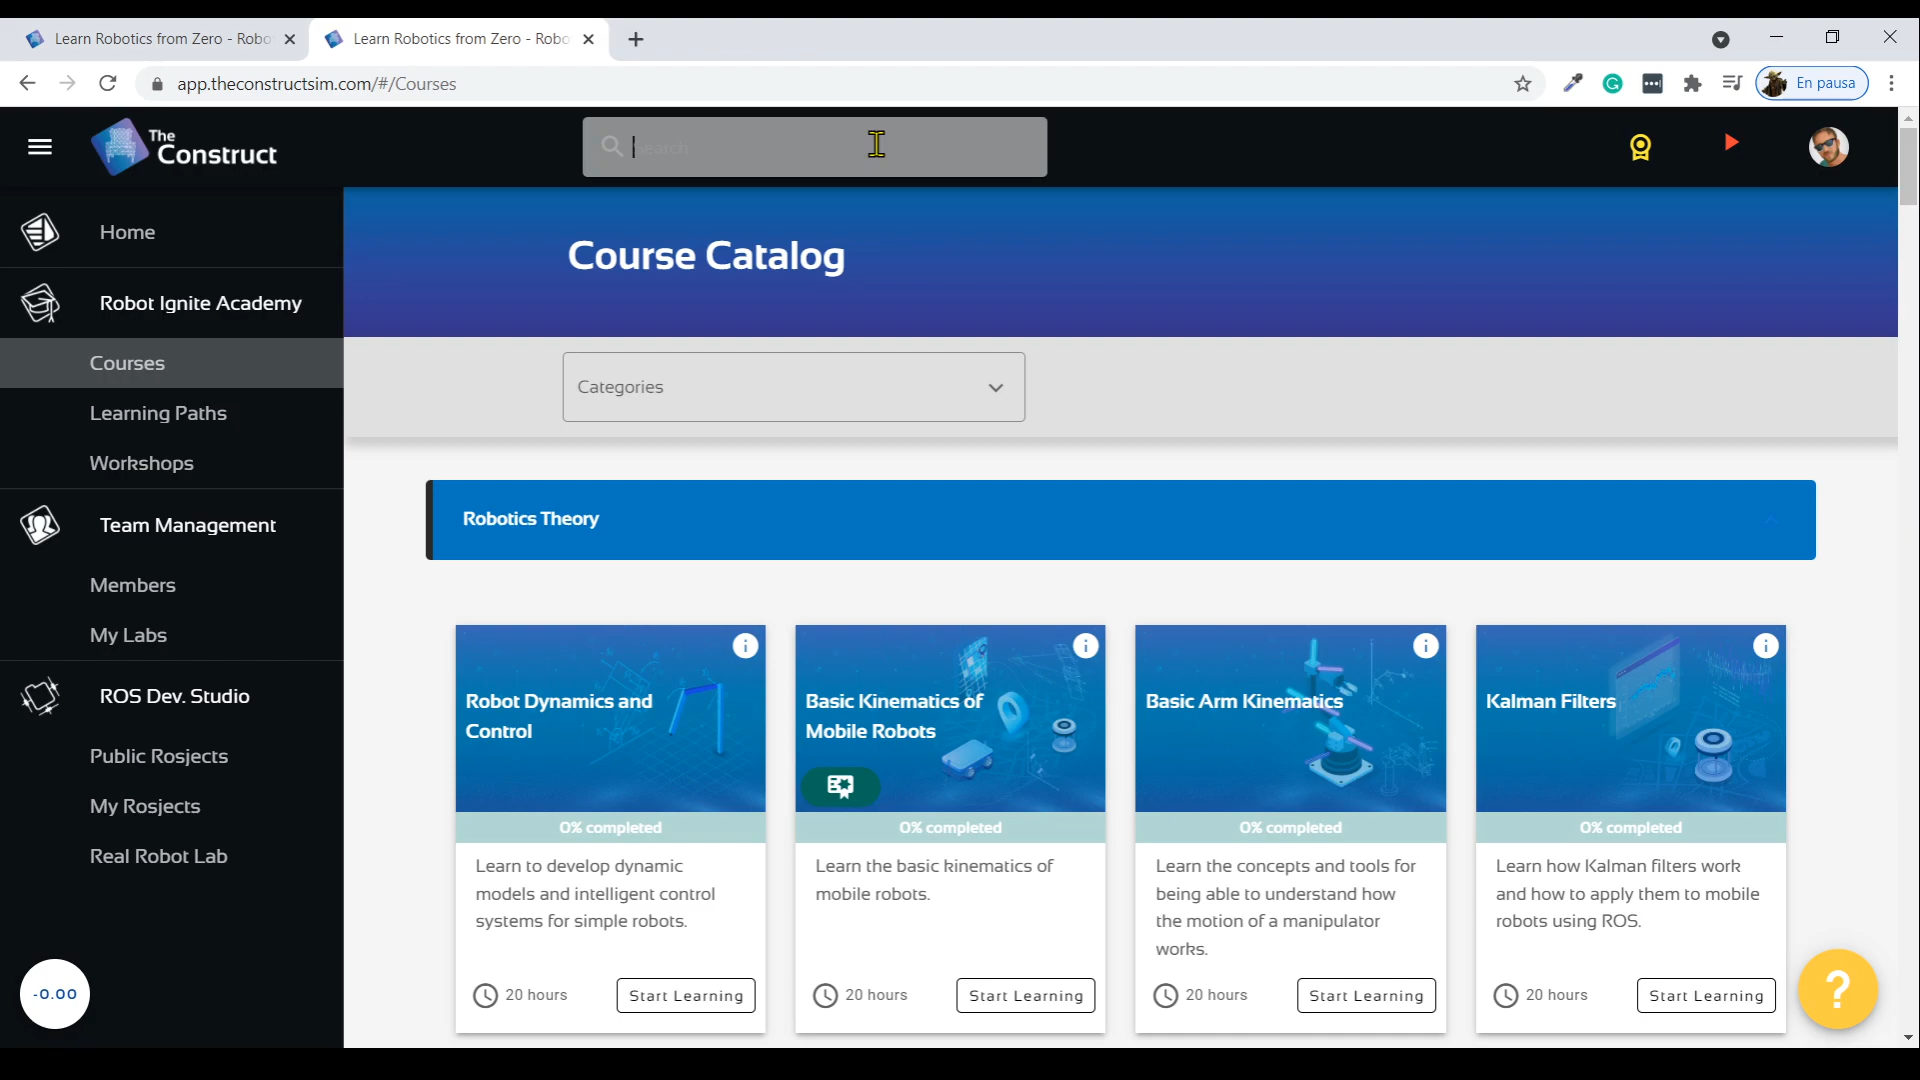 Learn Robotics from Zero - Robo
Learn Robotics from Zero - Robo
app.theconstructsim.com/#/Courses
En pausa
The
Construct
Search
Home
Robot Ignite Academy
Courses
Learning Paths
Workshops
Team Management
Members
My Labs
ROS Dev. Studio
Public Rosjects
My Rosjects
Real Robot Lab
-0.00
Course Catalog
Categories
Robotics Theory
Robot Dynamics and
Control
0% completed
Learn to develop dynamic
models and intelligent control
systems for simple robots.
20 hours
Start Learning
Basic Kinematics of
Mobile Robots
0% completed
Learn the basic kinematics of
mobile robots.
20 hours
Start Learning
Basic Arm Kinematics
0% completed
Learn the concepts and tools for
being able to understand how
the motion of a manipulator
works.
20 hours
Start Learning
Kalman Filters
0% completed
Learn how Kalman filters work
and how to apply them to mobile
robots using ROS.
20 hours
Start Learning
?